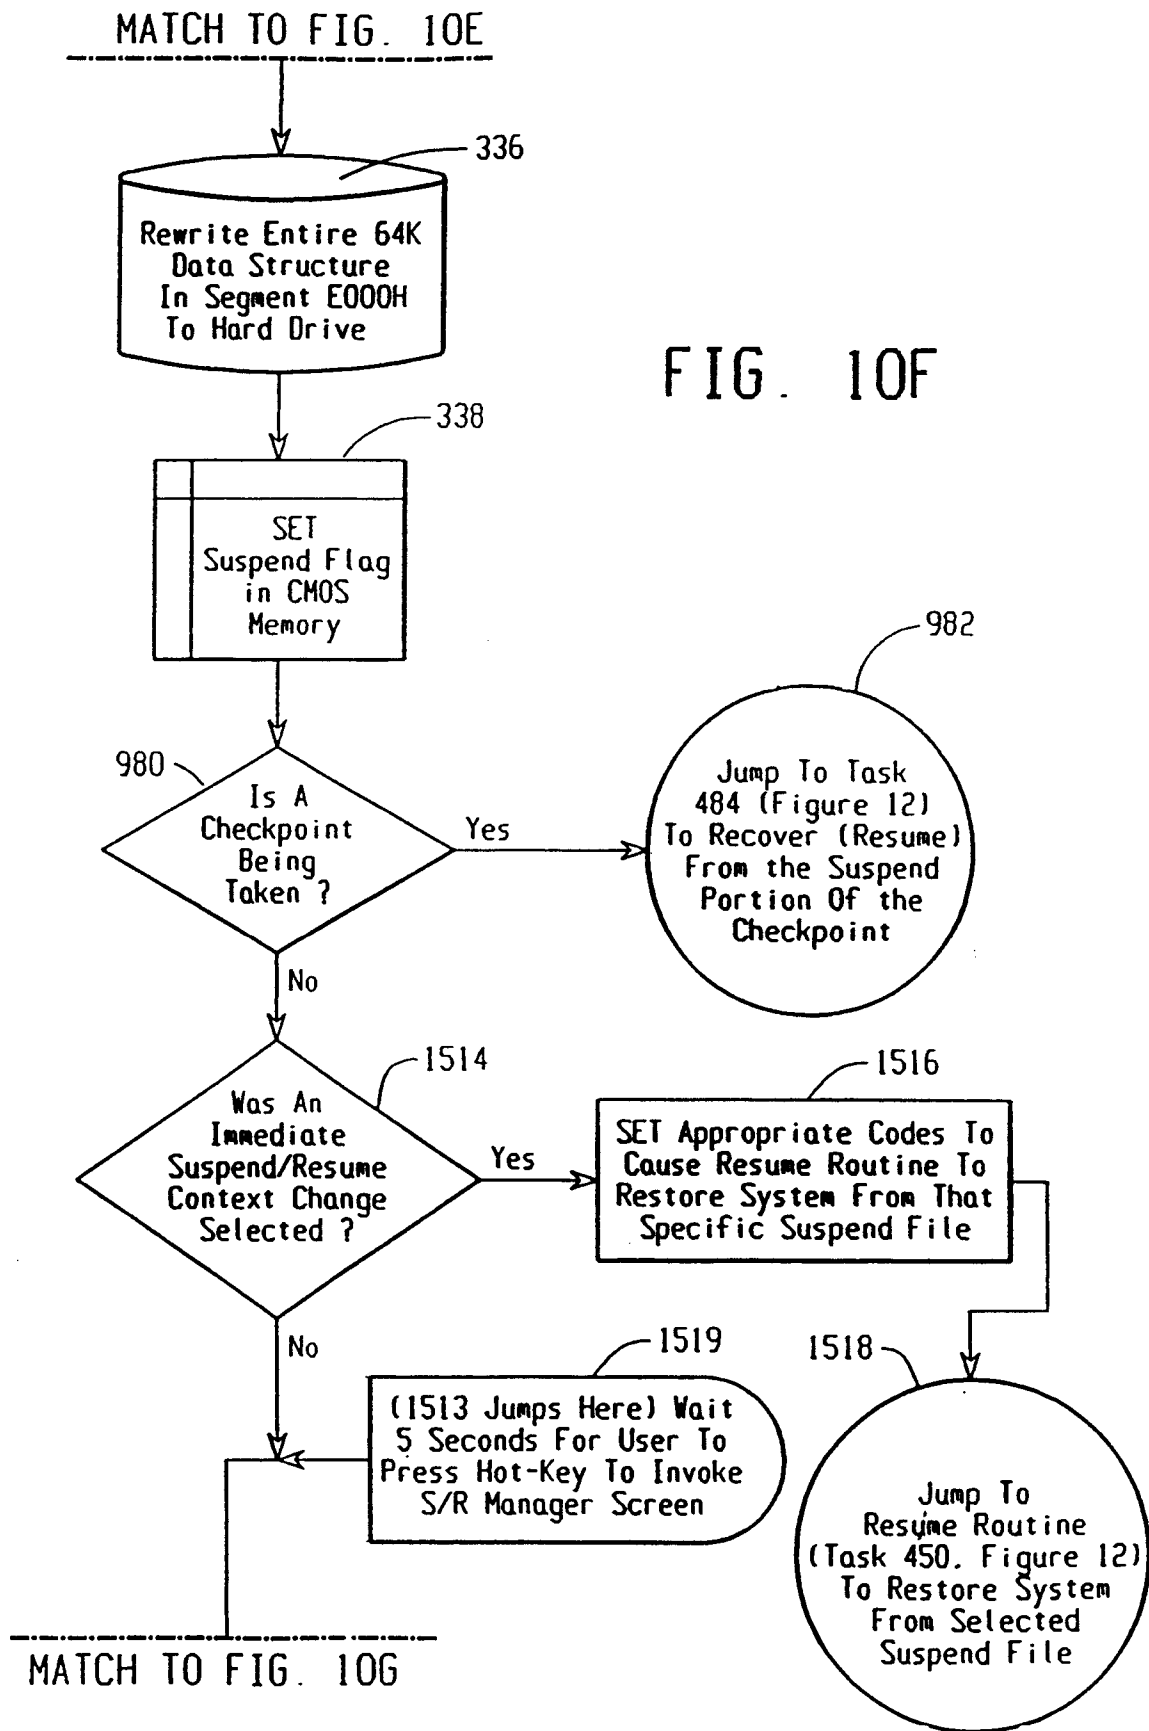 MATCH TO FIG. 10E
336
Rewrite Entire 64K
Data Structure
In Segment E000H
To Hard Drive
FIG. 10F
338
SET
Suspend Flag
in CMOS
Memory
982
980
Is A
Checkpoint
Being
Taken ?
Yes
Jump To Task
484 (Figure 12)
To Recover (Resume)
From the Suspend
Portion Of the
Checkpoint
No
1514
Was An
Immediate
Suspend/Resume
Context Change
Selected ?
Yes
1516
SET Appropriate Codes To
Cause Resume Routine To
Restore System From That
Specific Suspend File
No
1519
(1513 Jumps Here) Wait
5 Seconds For User To
Press Hot-Key To Invoke
S/R Manager Screen
1518
Jump To
Resume Routine
(Task 450. Figure 12)
To Restore System
From Selected
Suspend File
MATCH TO FIG. 10G